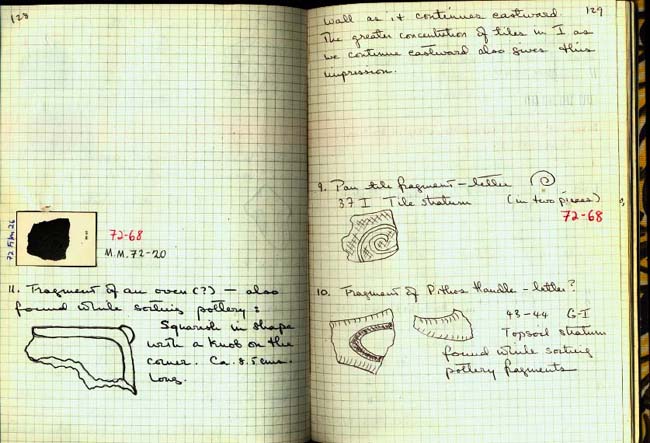 128
72-68
M.M. 72-20
11. Fragment of an oven (?) — also
found while sorting pottery:
Squarish in shape
with a knob on the
corner. Ca. 8.5 cms.
long.
129
wall as it continues eastward.
The greater concentration of tiles in I as
we continue eastward also gives this
impression.
9. Pan tile fragment - letter
37 I Tile stratum (in two pieces)
72-68
10. Fragment of Pithos Handle - letter?
43-44 G-I
Topsoil stratum
found while sorting
pottery fragments